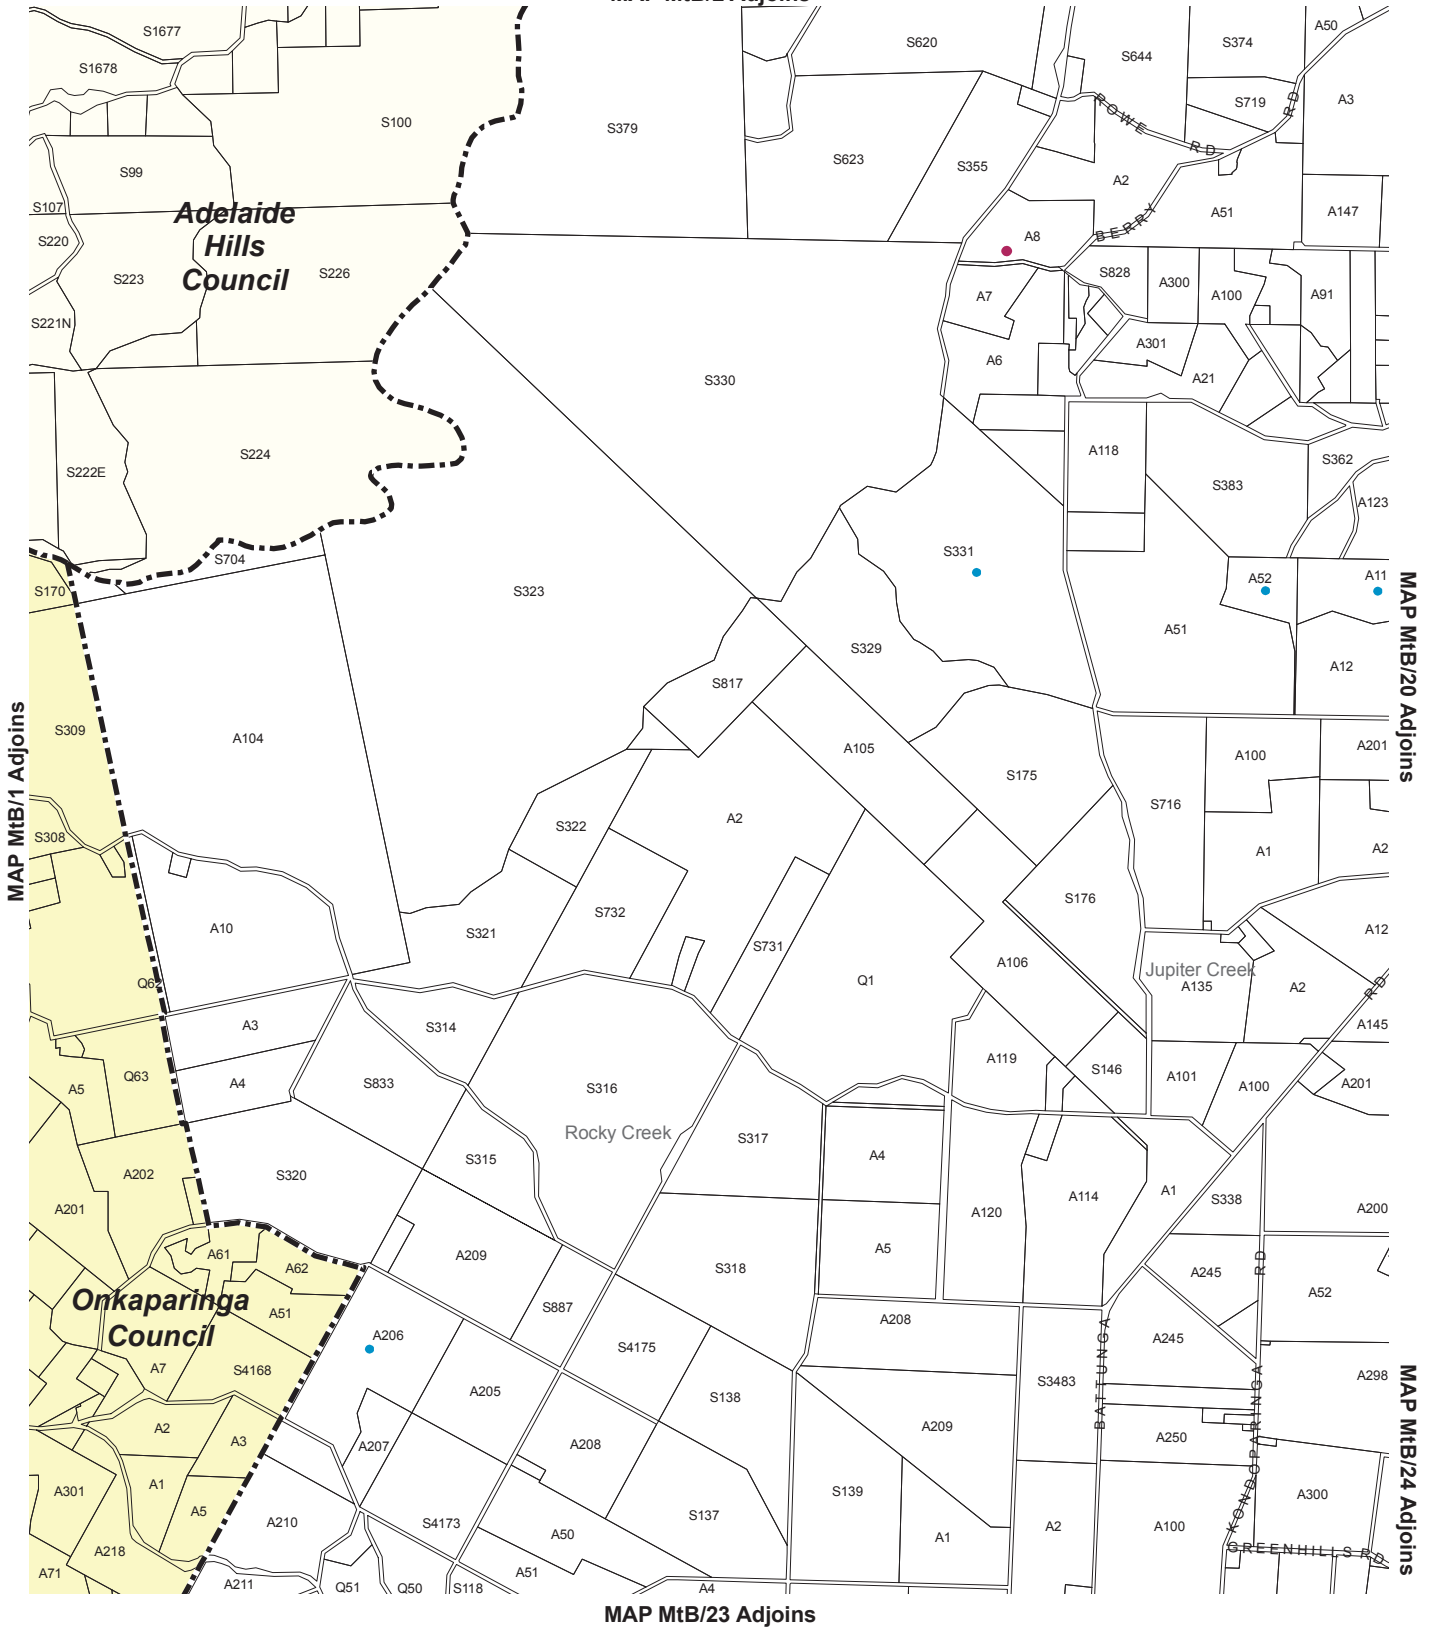 S1677
S620
S644
S374
A50
S1678
S719
A3
S100
S379
ROWE RD
RD
S623
S355
S99
A2
S107
Adelaide
Hills
Council
A51
A147
BERRY
A8
S220
S223
S226
S828
A300
A100
A91
A7
S221N
A301
A6
S330
A21
S224
A118
S222E
S362
S383
A123
S331
S704
A52
A11
S170
S323
A51
MAP MtB/20 Adjoins
S329
A12
S817
S309
A104
A105
MAP MtB/1 Adjoins
S175
A100
A201
S716
A2
S322
S308
A1
A2
S732
S176
A10
S321
S731
A12
A106
Jupiter Creek
Q1
A135
A2
RD
Q62
A3
S314
A145
A119
S146
A101
A5
Q63
A4
S833
S316
A100
A201
Rocky Creek
S317
A4
S315
A202
S320
A1
A114
S338
A201
A120
A200
A61
A209
A5
A62
S318
A245
RD
Onkaparinga
Council
A51
S887
A52
A208
A206
S4175
A245
BATTUNGA
A7
S4168
A205
S138
S3483
A298
KONDOPARINGA
MAP MtB/24 Adjoins
A2
A3
A207
A208
A209
A250
A1
A301
S139
A300
A5
A210
S4173
A50
S137
A1
A2
A100
A218
GREENHILLS RD
A71
A211
Q51
Q50
S118
A51
A4
MAP MtB/23 Adjoins